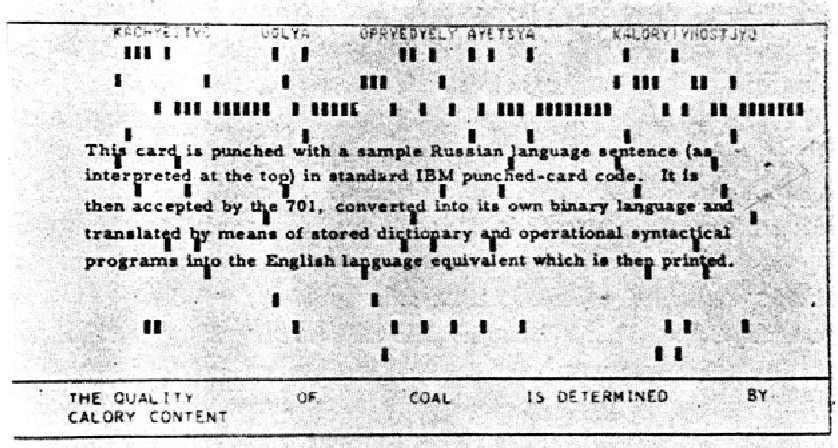 KACHYESTVO UGLYA OPRYEDYELYAYETSYA KALORYIYNOSTJYU
This card is punched with a sample Russian language sentence (as
interpreted at the top) in standard IBM punched-card code. It is
then accepted by the 701, converted into its own binary language and
translated by means of stored dictionary and operational syntactical
programs into the English language equivalent which is then printed.
THE QUALITY OF COAL IS DETERMINED BY
CALORY CONTENT